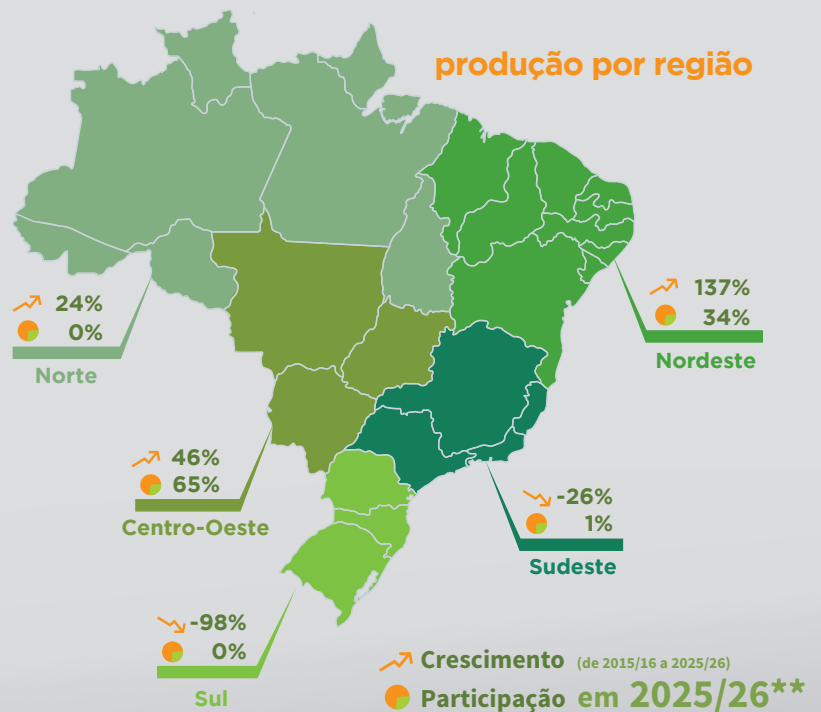 produção por região
24%
0%
Norte
137%
34%
Nordeste
46%
65%
Centro-Oeste
-26%
1%
Sudeste
-98%
0%
Sul
Crescimento (de 2015/16 a 2025/26)
Participação em 2025/26**